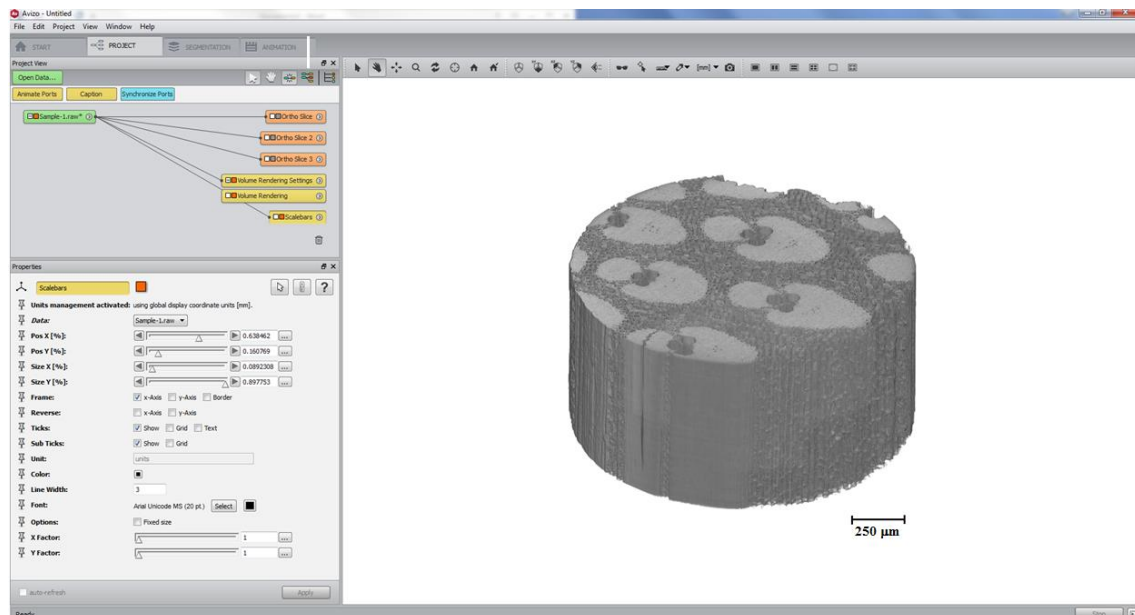 Avizo - Untitled
File Edit Project View Window Help
START PROJECT SEGMENTATION ANIMATION
Project View
Open Data...
Animate Ports Caption Synchronize Ports
Sample-1.raw* Ortho Slice
Ortho Slice 2
Ortho Slice 3
Volume Rendering Settings
Volume Rendering
Scalebars
Properties
Scalebars ?
Units management activated: using global display coordinate units [mm].
Data: Sample-1.raw
Pos X [%]: 0.638462 ...
Pos Y [%]: 0.160769 ...
Size X [%]: 0.0892308 ...
Size Y [%]: 0.897753 ...
Frame: x-Axis y-Axis Border
Reverse: x-Axis y-Axis
Ticks: Show Grid Text
Sub Ticks: Show Grid
Unit: units
Color:
Line Width: 3
Font: Arial Unicode MS (20 pt.) Select
Options: Fixed size
X Factor: 1 ...
Y Factor: 1 ...
auto-refresh Apply
Ready
Stop
[mm]
250 µm